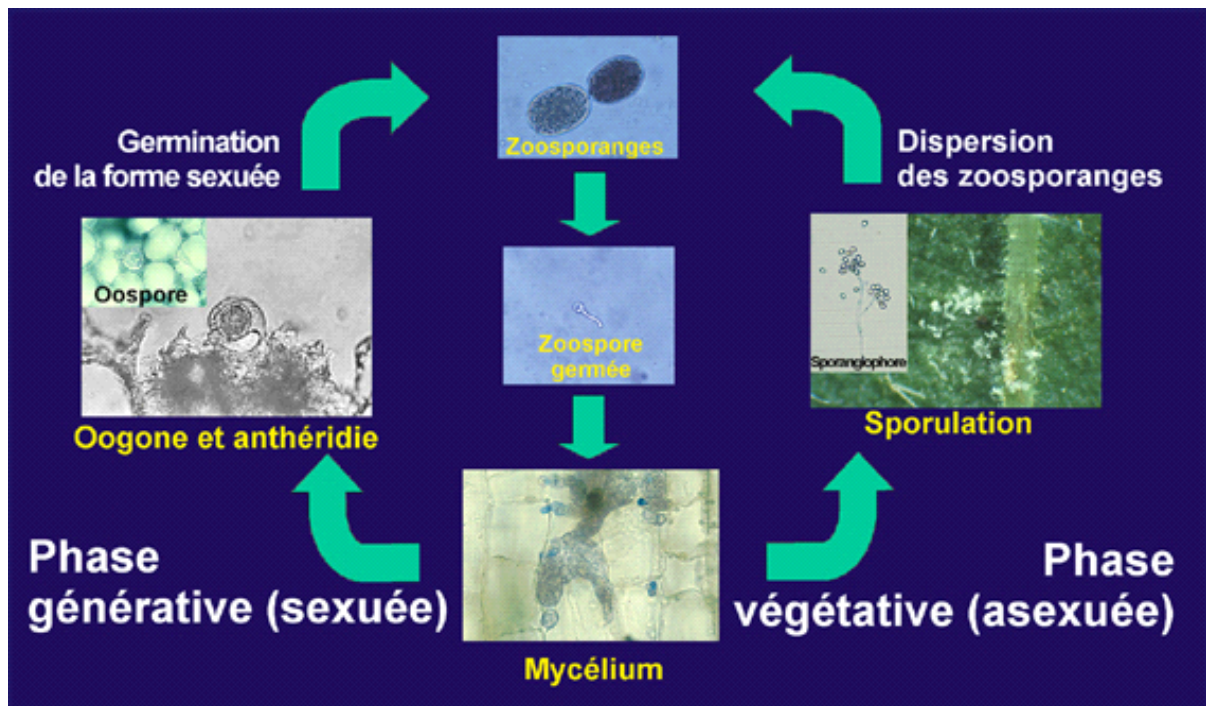 Zoosporanges
Germination
de la forme sexuée
Dispersion
des zoosporanges
Oospore
Zoospore
germée
Sporangiophore
Oogone et anthéridie
Sporulation
Phase
générative (sexuée)
Phase
végétative (asexuée)
Mycélium